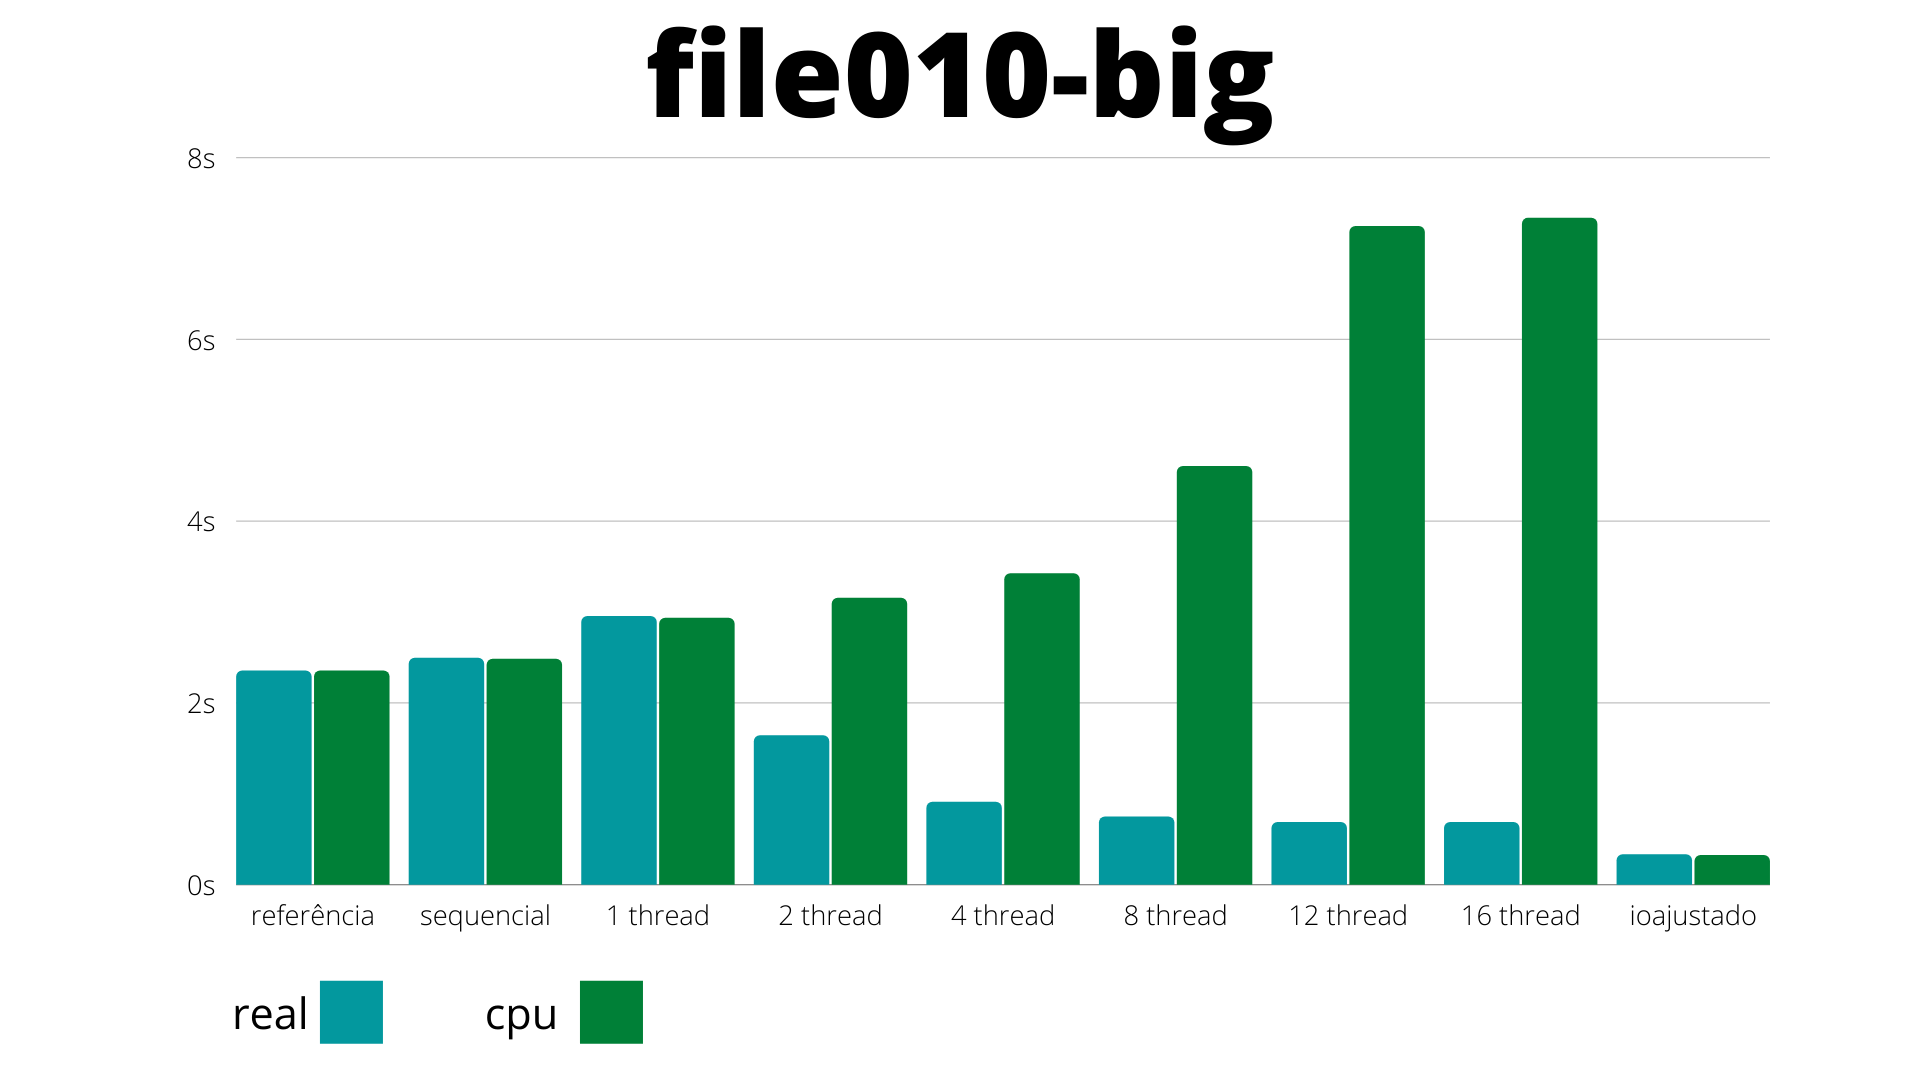 file010-big
8s
6s
4s
2s
0s
referência sequencial 1 thread 2 thread 4 thread 8 thread 12 thread 16 thread ioajustado
real cpu